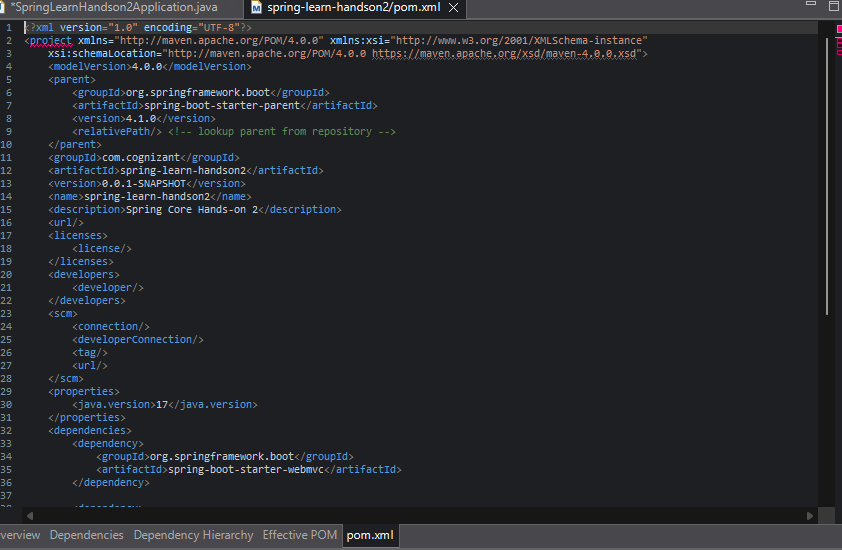 *SpringLearnHandson2Application.java
spring-learn-handson2/pom.xml
1 <?xml version="1.0" encoding="UTF-8"?>
2 <project xmlns="http://maven.apache.org/POM/4.0.0" xmlns:xsi="http://www.w3.org/2001/XMLSchema-instance"
3     xsi:schemaLocation="http://maven.apache.org/POM/4.0.0 https://maven.apache.org/xsd/maven-4.0.0.xsd">
4     <modelVersion>4.0.0</modelVersion>
5     <parent>
6         <groupId>org.springframework.boot</groupId>
7         <artifactId>spring-boot-starter-parent</artifactId>
8         <version>4.1.0</version>
9         <relativePath/> <!-- lookup parent from repository -->
10     </parent>
11     <groupId>com.cognizant</groupId>
12     <artifactId>spring-learn-handson2</artifactId>
13     <version>0.0.1-SNAPSHOT</version>
14     <name>spring-learn-handson2</name>
15     <description>Spring Core Hands-on 2</description>
16     <url/>
17     <licenses>
18         <license/>
19     </licenses>
20     <developers>
21         <developer/>
22     </developers>
23     <scm>
24         <connection/>
25         <developerConnection/>
26         <tag/>
27         <url/>
28     </scm>
29     <properties>
30         <java.version>17</java.version>
31     </properties>
32     <dependencies>
33         <dependency>
34             <groupId>org.springframework.boot</groupId>
35             <artifactId>spring-boot-starter-webmvc</artifactId>
36         </dependency>
37
verview Dependencies Dependency Hierarchy Effective POM pom.xml